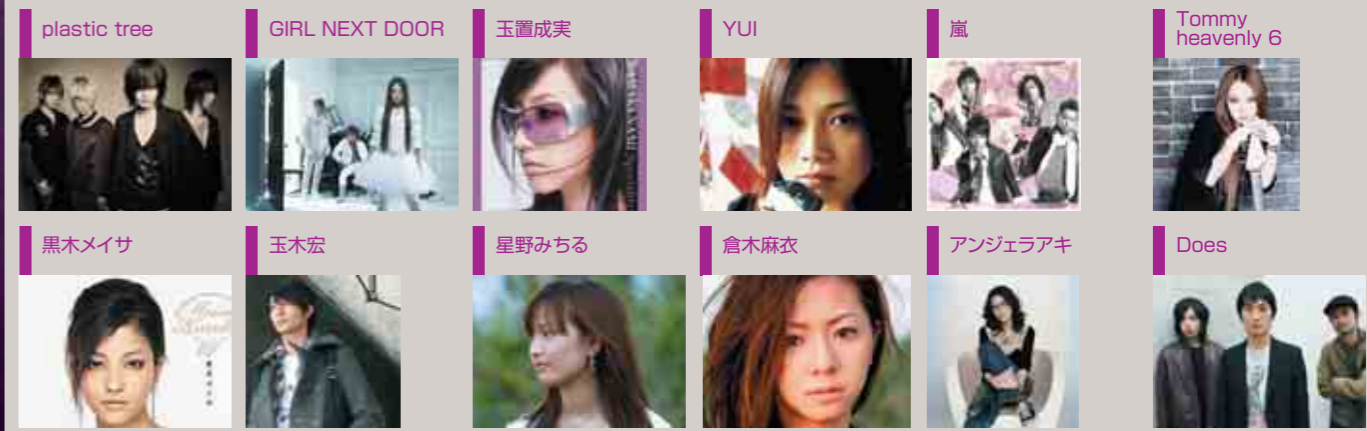 plastic tree
GIRL NEXT DOOR
玉置成実
YUI
嵐
Tommy
heavenly 6
黒木メイサ
玉木宏
星野みちる
倉木麻衣
アンジェラアキ
Does